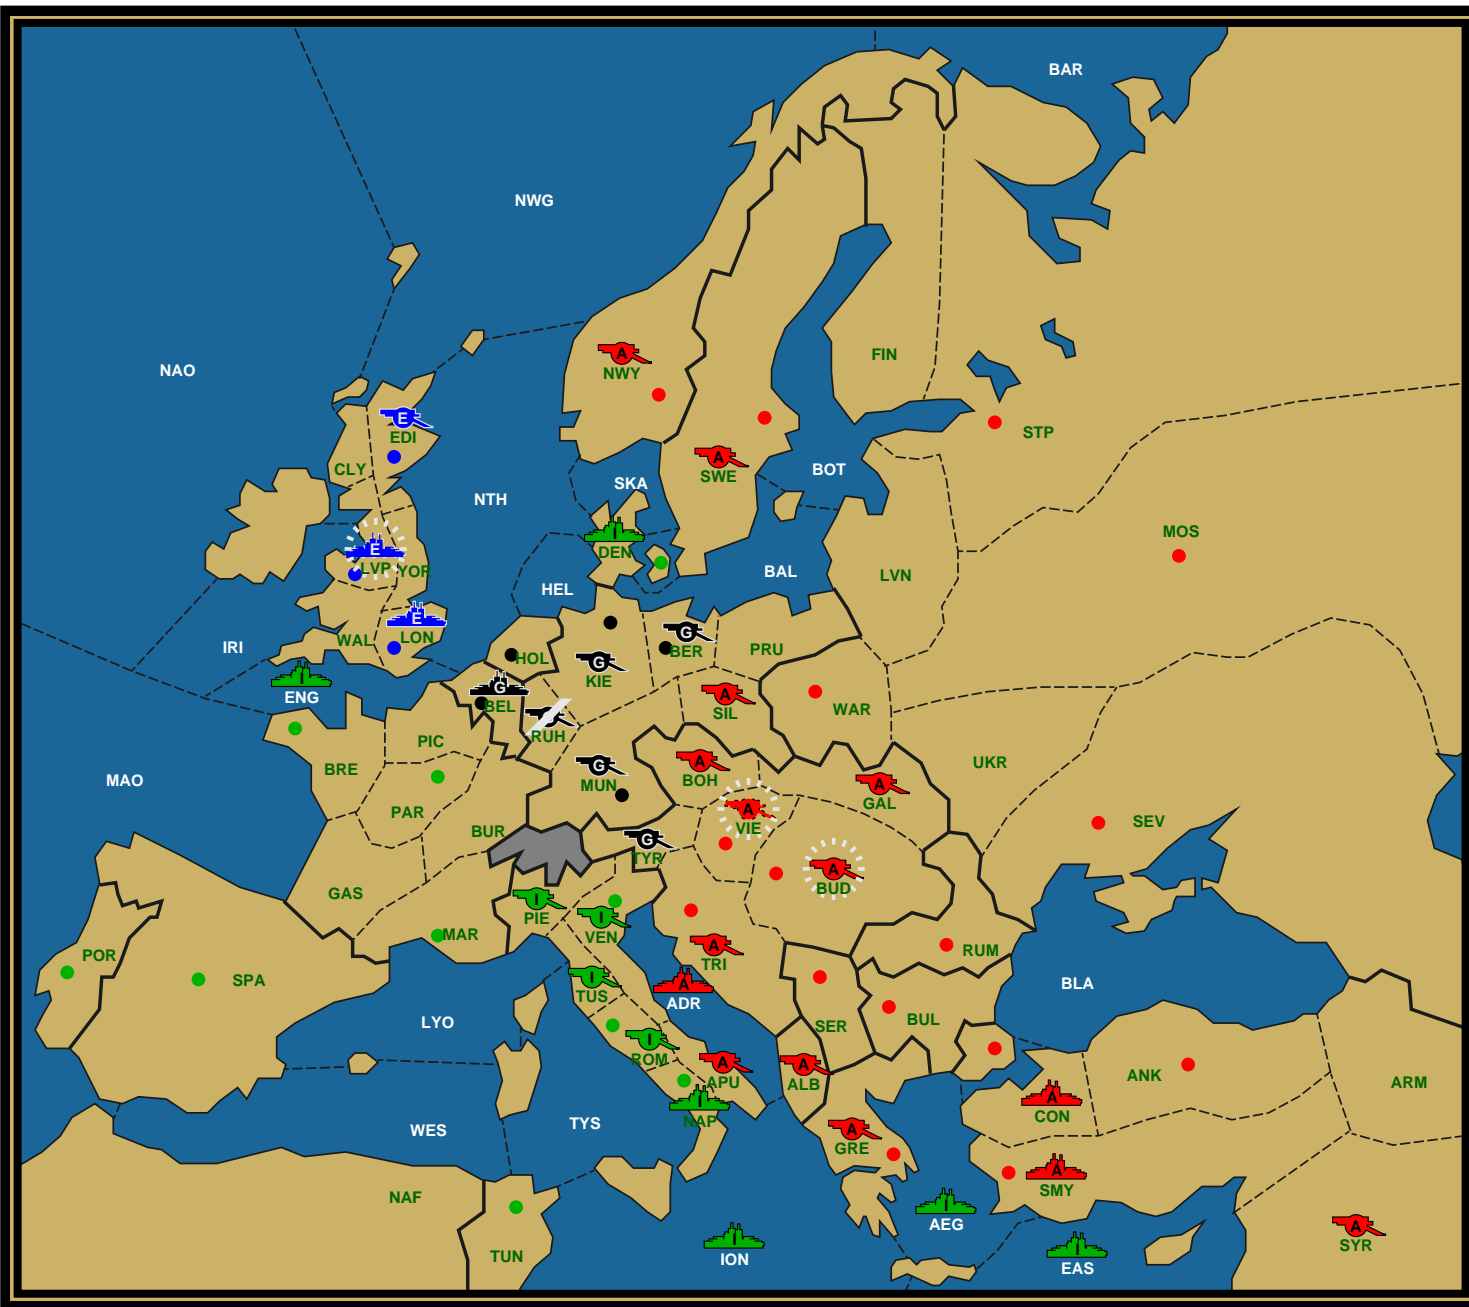 BAR
NWG
NAO
A
NWY
FIN
E
EDI
STP
CLY
A
SWE
BOT
SKA
NTH
MOS
I
DEN
E
LVP
YOR
BAL
LVN
HEL
E
LON
WAL
IRI
G
BER
PRU
HOL
G
KIE
I
ENG
G
BEL
A
SIL
WAR
RUH
PIC
BRE
G
MUN
A
BOH
UKR
MAO
A
GAL
PAR
A
VIE
SEV
BUR
G
TYR
A
BUD
GAS
I
PIE
I
VEN
MAR
A
TRI
RUM
POR
SPA
I
TUS
A
ADR
BLA
LYO
SER
BUL
I
ROM
A
APU
A
ALB
ANK
ARM
A
CON
I
NAP
WES
TYS
A
GRE
A
SMY
NAF
I
AEG
A
SYR
I
ION
I
EAS
TUN